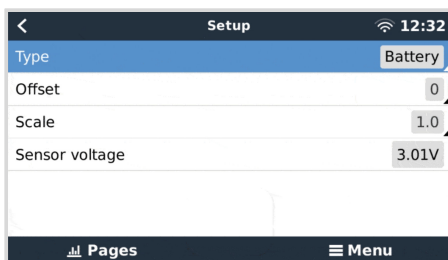 Setup 12:32
Type Battery
Offset 0
Scale 1.0
Sensor voltage 3.01V
Pages Menu